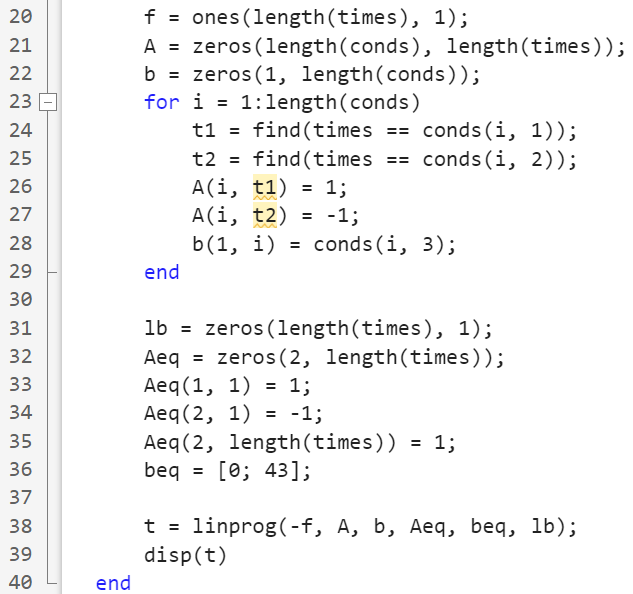 20 f = ones(length(times), 1);
21 A = zeros(length(conds), length(times));
22 b = zeros(1, length(conds));
23 for i = 1:length(conds)
24 t1 = find(times == conds(i, 1));
25 t2 = find(times == conds(i, 2));
26 A(i, t1) = 1;
27 A(i, t2) = -1;
28 b(1, i) = conds(i, 3);
29 end
30
31 lb = zeros(length(times), 1);
32 Aeq = zeros(2, length(times));
33 Aeq(1, 1) = 1;
34 Aeq(2, 1) = -1;
35 Aeq(2, length(times)) = 1;
36 beq = [0; 43];
37
38 t = linprog(-f, A, b, Aeq, beq, lb);
39 disp(t)
40 end